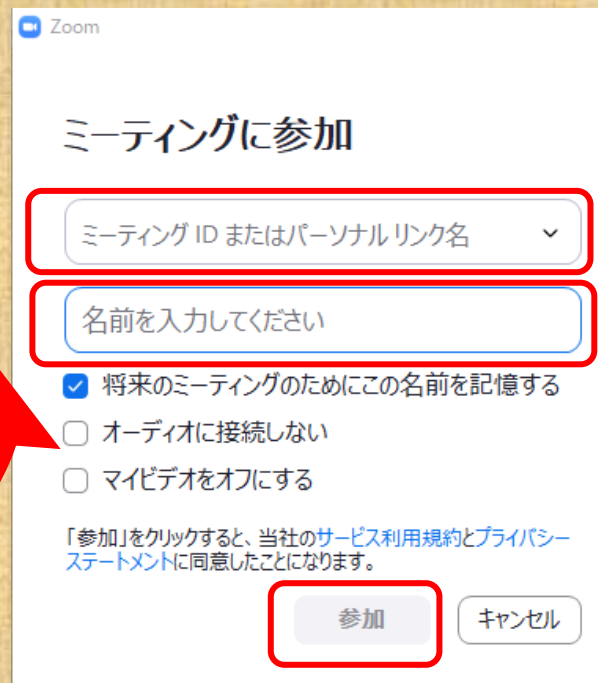 Zoom
ミーティングに参加
ミーティング ID またはパーソナル リンク名
名前を入力してください
将来のミーティングのためにこの名前を記憶する
オーディオに接続しない
マイビデオをオフにする
「参加」をクリックすると、当社のサービス利用規約とプライバシー
ステートメントに同意したことになります。
参加 キャンセル